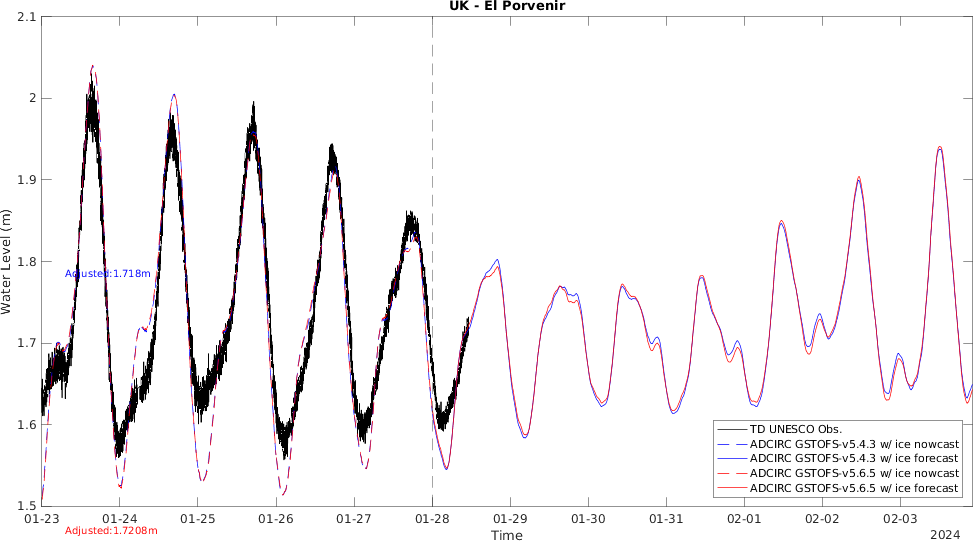 UK - El Porvenir
2.1
2
1.9
1.8
1.7
1.6
1.5
Water Level (m)
Adjusted:1.718m
TD UNESCO Obs.
ADCIRC GSTOFS-v5.4.3 w/ ice nowcast
ADCIRC GSTOFS-v5.4.3 w/ ice forecast
ADCIRC GSTOFS-v5.6.5 w/ ice nowcast
ADCIRC GSTOFS-v5.6.5 w/ ice forecast
01-23 01-24 01-25 01-26 01-27 01-28 01-29 01-30 01-31 02-01 02-02 02-03
Adjusted:1.7208m
Time
2024